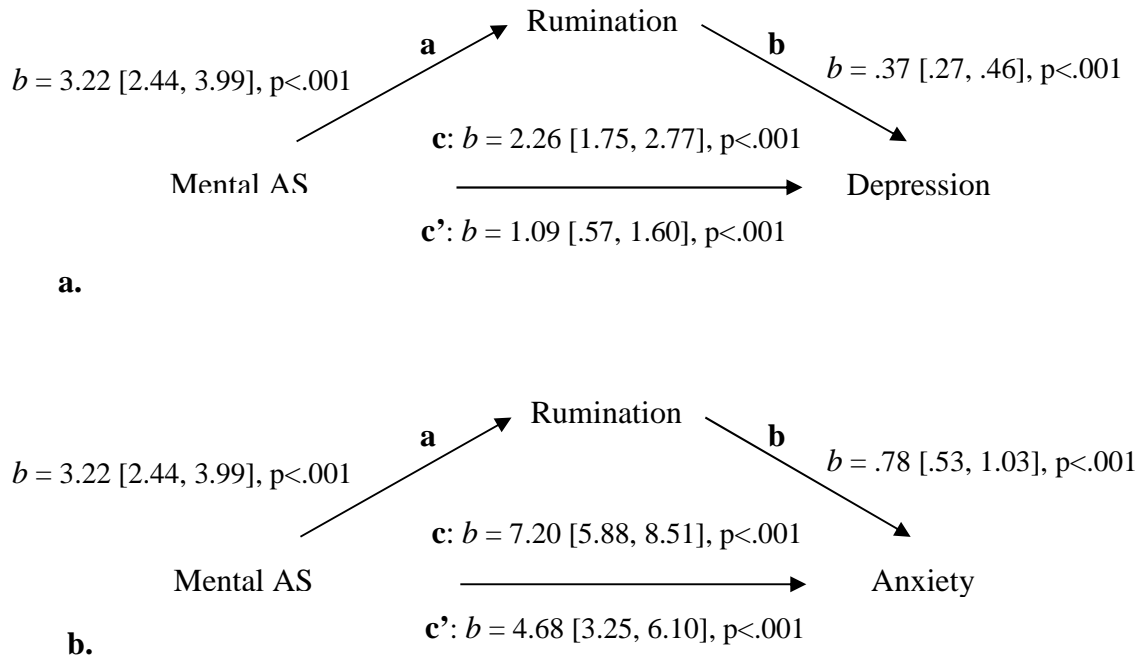 Rumination
a
b
b = 3.22 [2.44, 3.99], p<.001
b = .37 [.27, .46], p<.001
c: b = 2.26 [1.75, 2.77], p<.001
Mental AS
Depression
c’: b = 1.09 [.57, 1.60], p<.001
a.
Rumination
a
b
b = 3.22 [2.44, 3.99], p<.001
b = .78 [.53, 1.03], p<.001
c: b = 7.20 [5.88, 8.51], p<.001
Mental AS
Anxiety
c’: b = 4.68 [3.25, 6.10], p<.001
b.